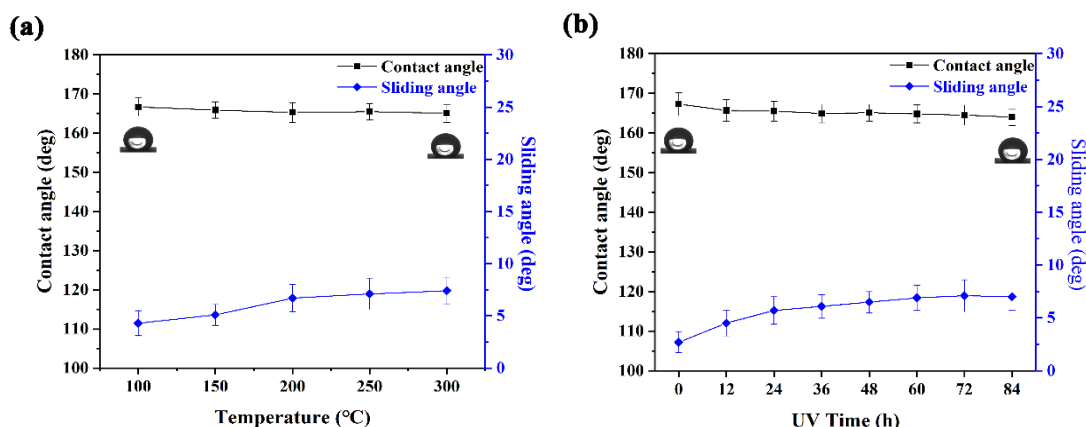 (a)
Contact angle
Sliding angle
Contact angle (deg)
180
170
160
150
140
130
120
110
100
30
25
20
15
10
5
0
Sliding angle (deg)
100 150 200 250 300
Temperature (°C)
(b)
Contact angle
Sliding angle
Contact angle (deg)
180
170
160
150
140
130
120
110
100
30
25
20
15
10
5
0
Sliding angle (deg)
0 12 24 36 48 60 72 84
UV Time (h)